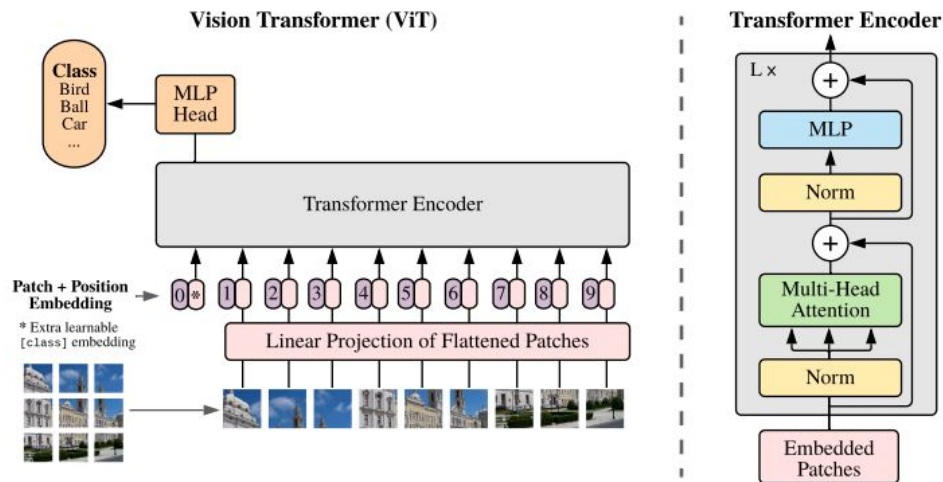 Vision Transformer (ViT)
Class
Bird
Ball
Car
...
MLP
Head
Transformer Encoder
Patch + Position
Embedding
* Extra learnable
[class] embedding
0 * 1 2 3 4 5 6 7 8 9
Linear Projection of Flattened Patches
Transformer Encoder
L ×
+
MLP
Norm
+
Multi-Head
Attention
Norm
Embedded
Patches